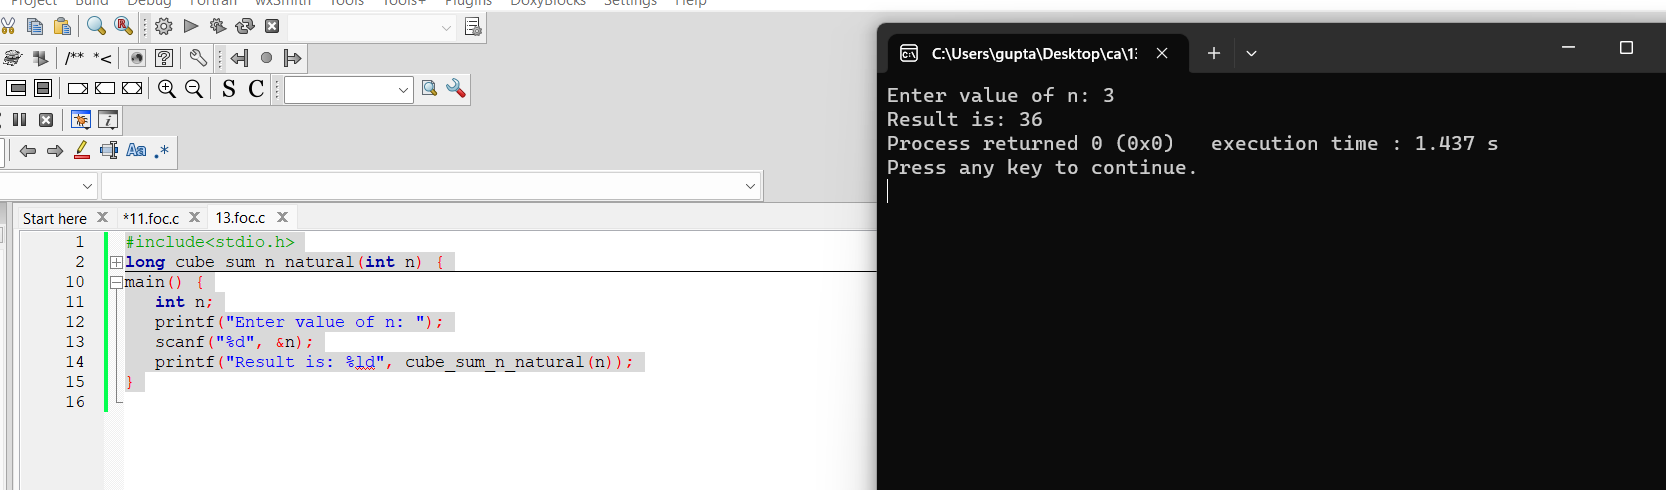 Project Build Debug Fortran wxSmith Tools Tools+ Plugins DoxyBlocks Settings Help
/** *<
S C
Aa .*
Start here *11.foc.c 13.foc.c
1 #include<stdio.h>
2 long cube_sum_n_natural(int n) {
10 main() {
11 int n;
12 printf("Enter value of n: ");
13 scanf("%d", &n);
14 printf("Result is: %ld", cube_sum_n_natural(n));
15 }
16
C:\Users\gupta\Desktop\ca\1
Enter value of n: 3
Result is: 36
Process returned 0 (0x0) execution time : 1.437 s
Press any key to continue.